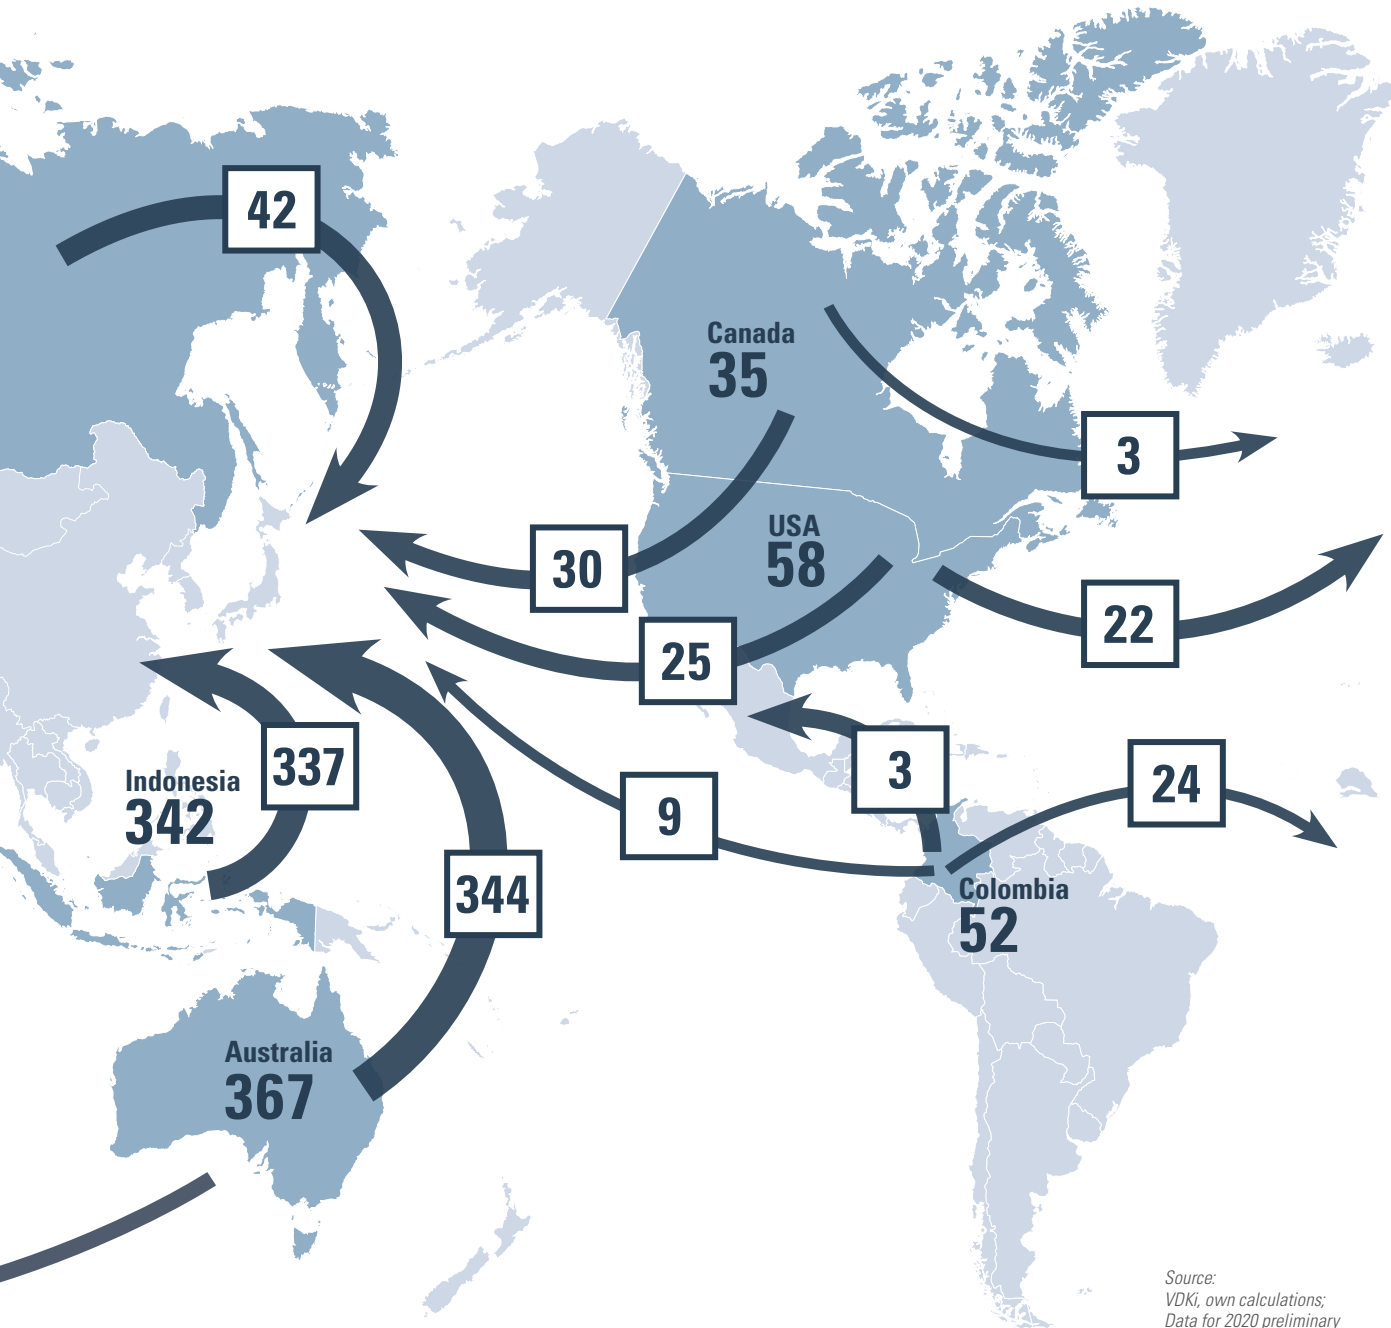 42
Canada
35
3
USA
58
30
22
25
3
24
337
Indonesia
342
9
344
Colombia
52
Australia
367
Source:
VDKi, own calculations;
Data for 2020 preliminary